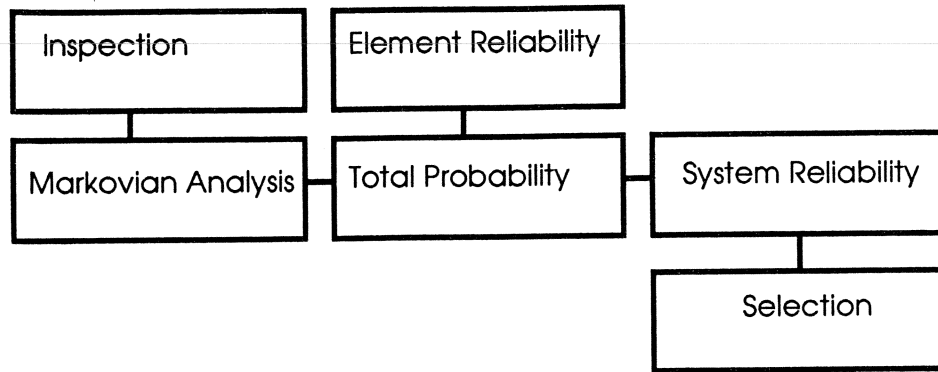 Inspection
Element Reliability
Markovian Analysis
Total Probability
System Reliability
Selection